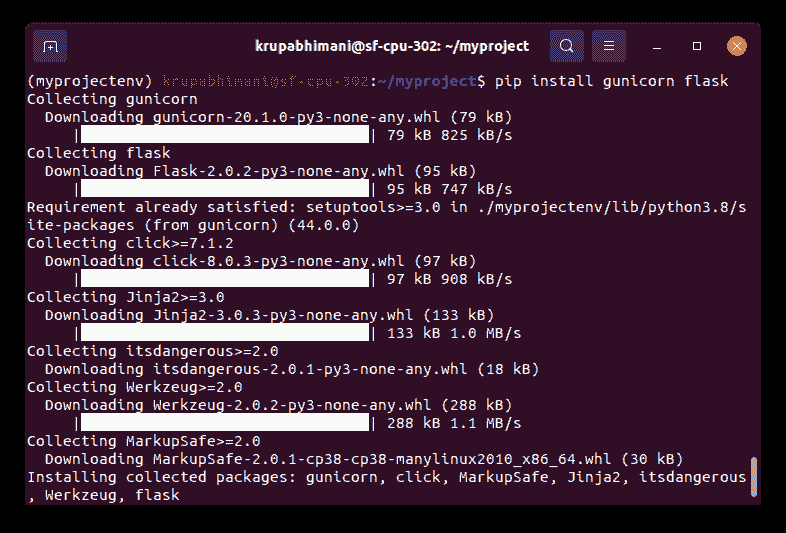 krupabhimani@sf-cpu-302: ~/myproject
(myprojectenv) krupabhimani@sf-cpu-302:~/myproject$ pip install gunicorn flask
Collecting gunicorn
  Downloading gunicorn-20.1.0-py3-none-any.whl (79 kB)
     |                                | 79 kB 825 kB/s
Collecting flask
  Downloading Flask-2.0.2-py3-none-any.whl (95 kB)
     |                                | 95 kB 747 kB/s
Requirement already satisfied: setuptools>=3.0 in ./myprojectenv/lib/python3.8/s
ite-packages (from gunicorn) (44.0.0)
Collecting click>=7.1.2
  Downloading click-8.0.3-py3-none-any.whl (97 kB)
     |                                | 97 kB 908 kB/s
Collecting Jinja2>=3.0
  Downloading Jinja2-3.0.3-py3-none-any.whl (133 kB)
     |                                | 133 kB 1.0 MB/s
Collecting itsdangerous>=2.0
  Downloading itsdangerous-2.0.1-py3-none-any.whl (18 kB)
Collecting Werkzeug>=2.0
  Downloading Werkzeug-2.0.2-py3-none-any.whl (288 kB)
     |                                | 288 kB 1.1 MB/s
Collecting MarkupSafe>=2.0
  Downloading MarkupSafe-2.0.1-cp38-cp38-manylinux2010_x86_64.whl (30 kB)
Installing collected packages: gunicorn, click, MarkupSafe, Jinja2, itsdangerous
, Werkzeug, flask